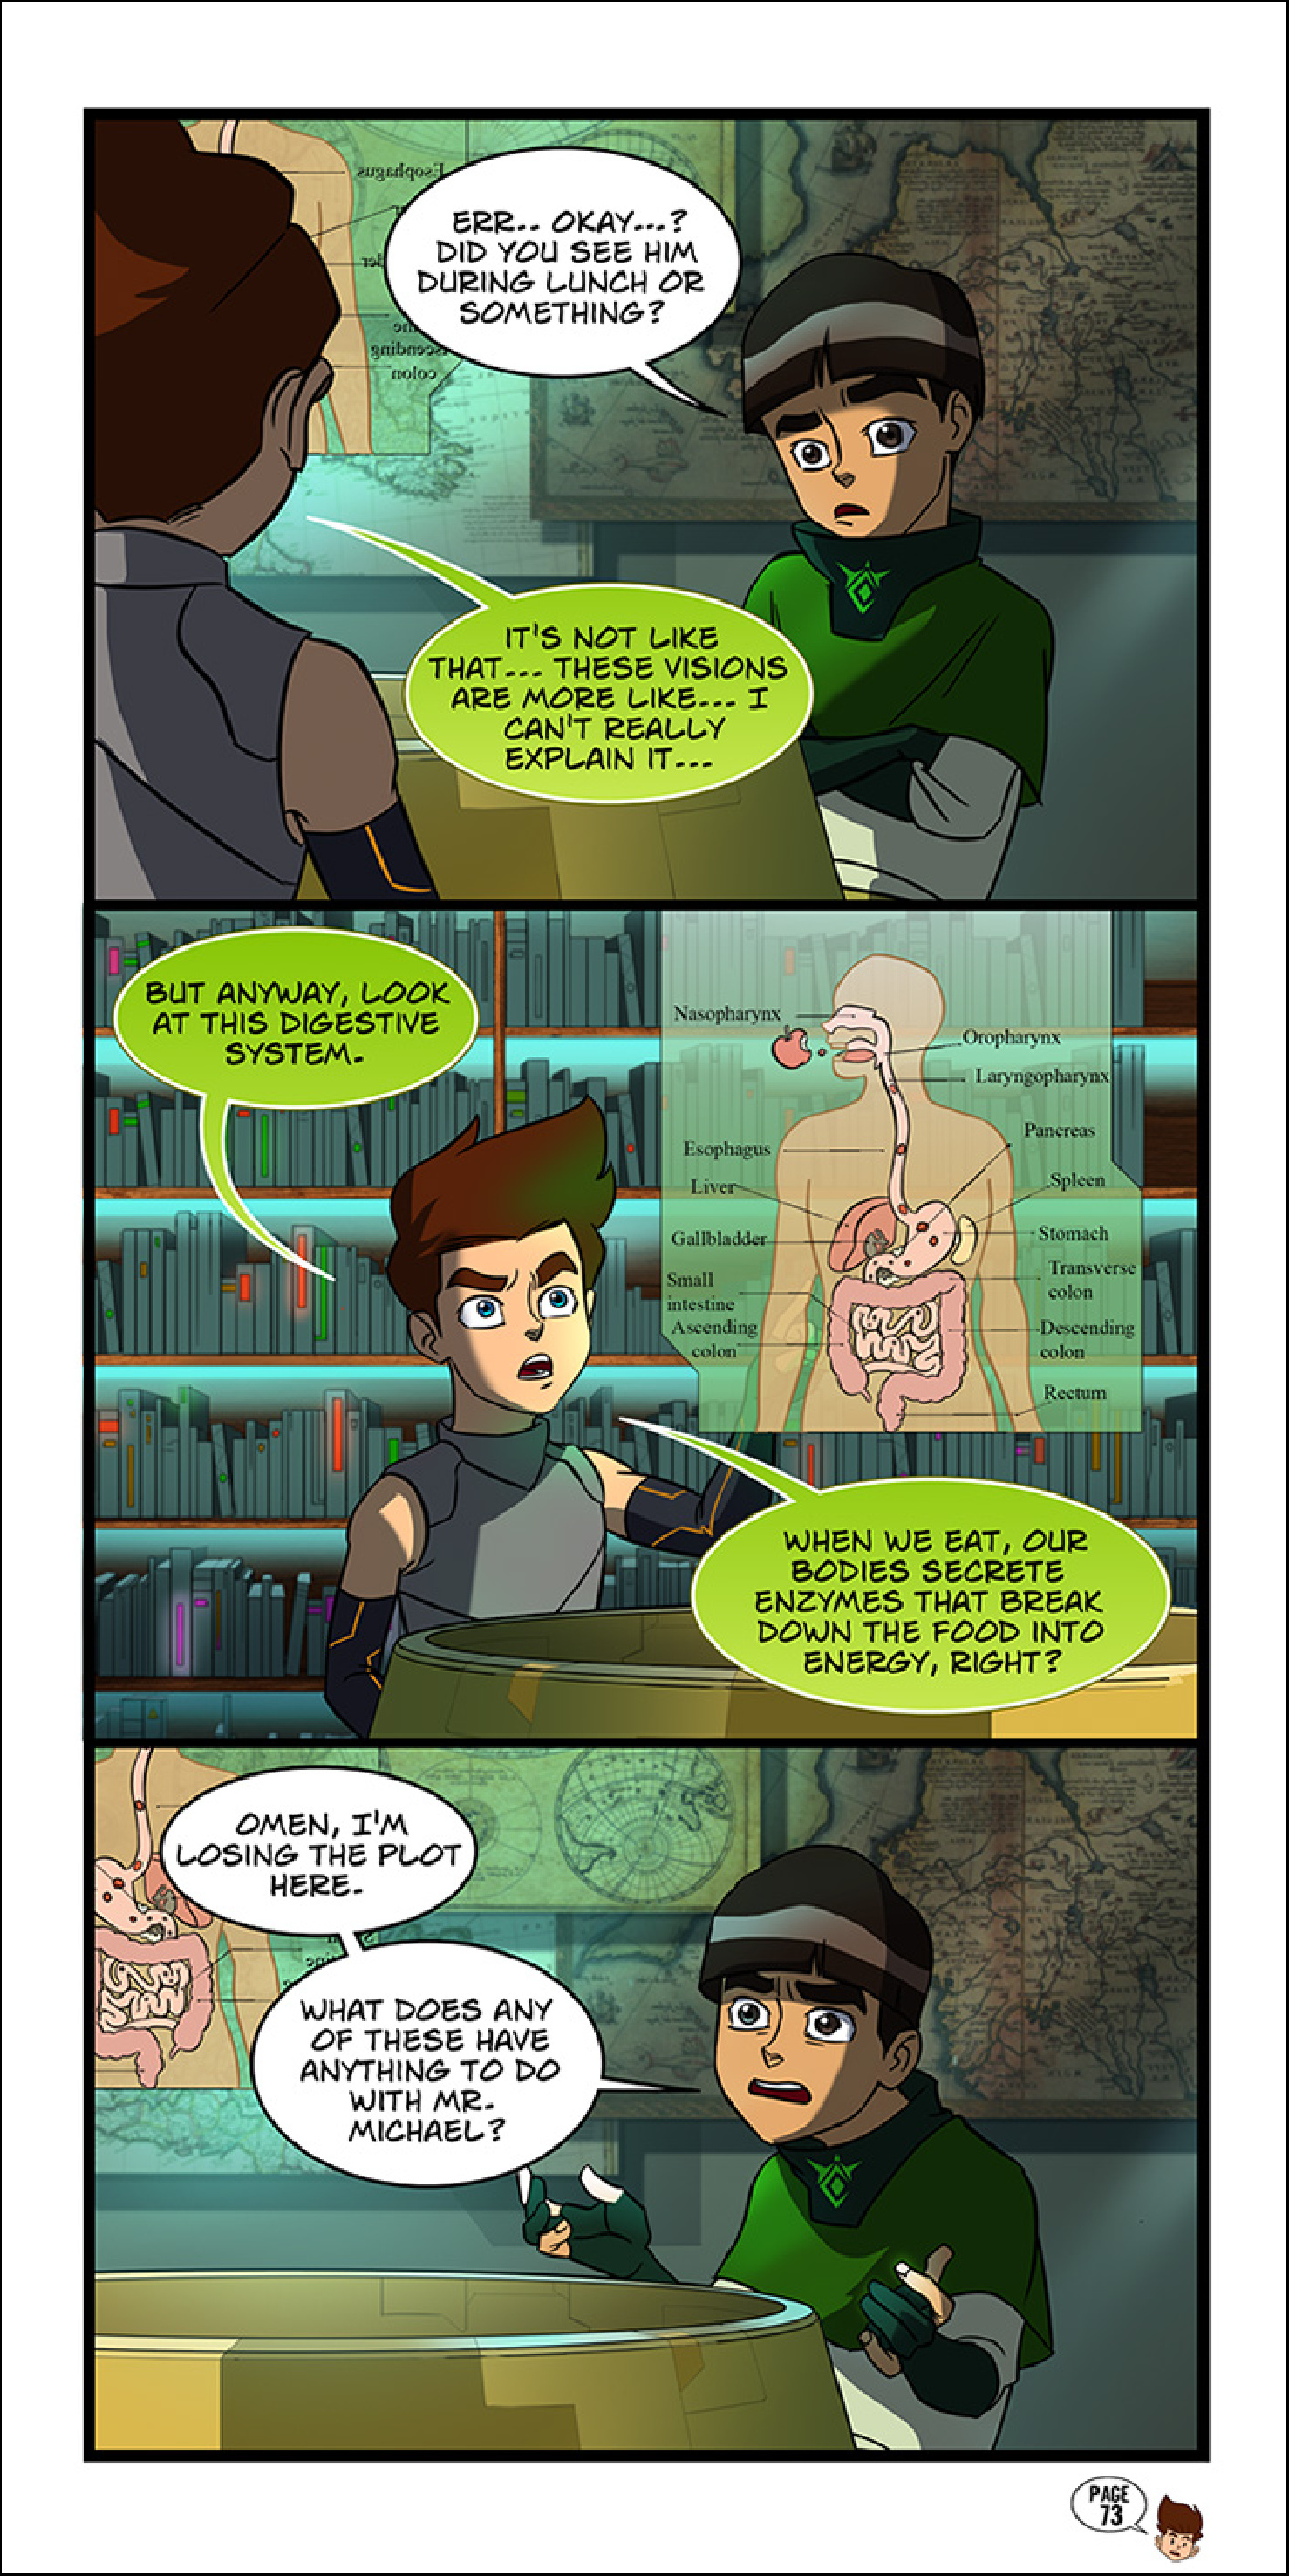 ERR.. OKAY...?
DID YOU SEE HIM
DURING LUNCH OR
SOMETHING?
Esophagus
colon
IT'S NOT LIKE
THAT... THESE VISIONS
ARE MORE LIKE... I
CAN'T REALLY
EXPLAIN IT...
BUT ANYWAY, LOOK
AT THIS DIGESTIVE
SYSTEM.
Nasopharynx
Oropharynx
Laryngopharynx
Pancreas
Esophagus
Spleen
Liver
Stomach
Gallbladder
Transverse
colon
Small
intestine
Ascending
colon
Descending
colon
Rectum
WHEN WE EAT, OUR
BODIES SECRETE
ENZYMES THAT BREAK
DOWN THE FOOD INTO
ENERGY, RIGHT?
OMEN, I'M
LOSING THE PLOT
HERE.
WHAT DOES ANY
OF THESE HAVE
ANYTHING TO DO
WITH MR.
MICHAEL?
PAGE
73